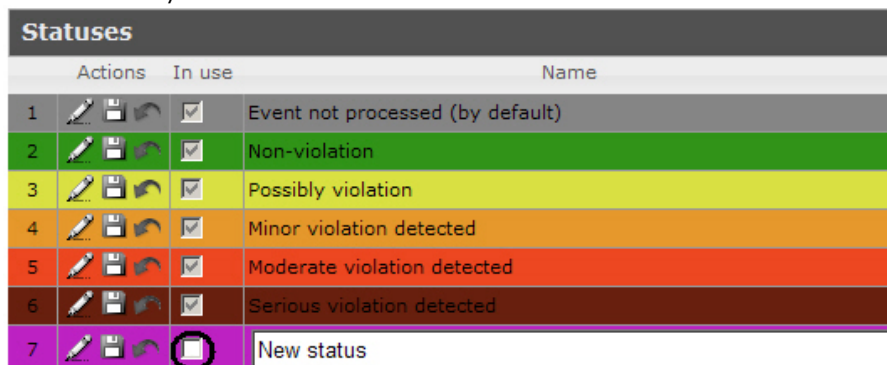 Statuses
Actions In use Name
1 Event not processed (by default)
2 Non-violation
3 Possibly violation
4 Minor violation detected
5 Moderate violation detected
6 Serious violation detected
7 New status